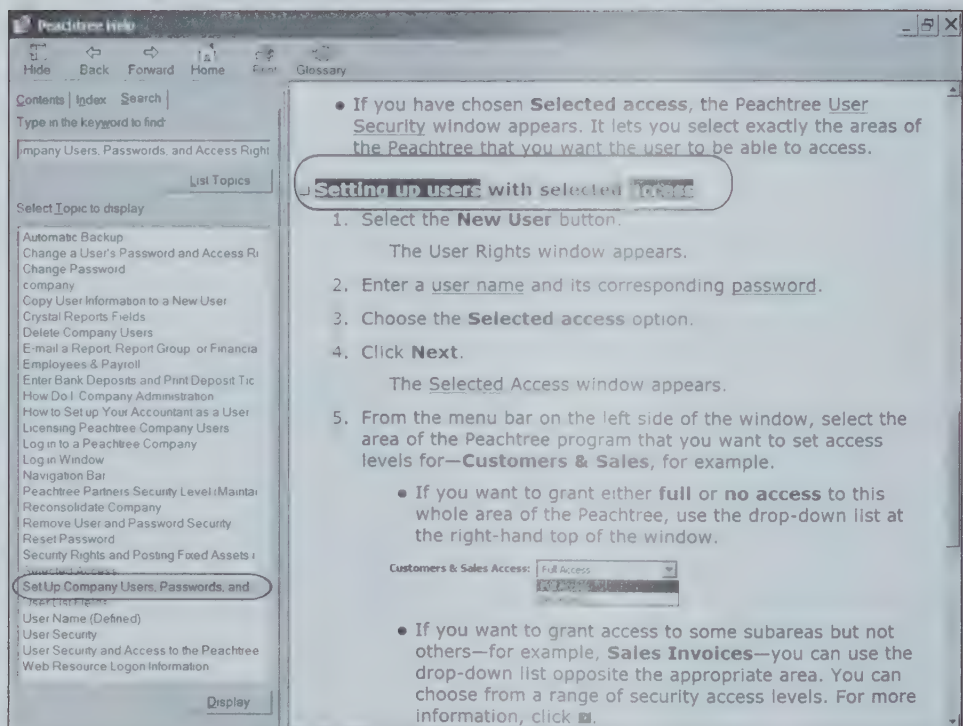 Peachtree Help
Hide Back Forward Home Print Glossary
Contents Index Search
Type in the keyword to find:
mpany Users, Passwords, and Access Right
List Topics
Select Topic to display
Automatic Backup
Change a User's Password and Access Ri
Change Password
company
Copy User Information to a New User
Crystal Reports Fields
Delete Company Users
E-mail a Report, Report Group or Financia
Employees & Payroll
Enter Bank Deposits and Print Deposit Tic
How Do I Company Administration
How to Set up Your Accountant as a User
Licensing Peachtree Company Users
Log in to a Peachtree Company
Log in Window
Navigation Bar
Peachtree Partners Security Level (Maintai
Reconsolidate Company
Remove User and Password Security
Reset Password
Security Rights and Posting Fixed Assets
Selected Access
Set Up Company Users, Passwords, and
User List Fields
User Name (Defined)
User Security
User Security and Access to the Peachtree
Web Resource Logon Information
Display
• If you have chosen Selected access, the Peachtree User
Security window appears. It lets you select exactly the areas of
the Peachtree that you want the user to be able to access.
Setting up users with selected access
1. Select the New User button.
The User Rights window appears.
2. Enter a user name and its corresponding password.
3. Choose the Selected access option.
4. Click Next.
The Selected Access window appears.
5. From the menu bar on the left side of the window, select the
area of the Peachtree program that you want to set access
levels for—Customers & Sales, for example.
• If you want to grant either full or no access to this
whole area of the Peachtree, use the drop-down list at
the right-hand top of the window.
Customers & Sales Access: Full Access
• If you want to grant access to some subareas but not
others—for example, Sales Invoices—you can use the
drop-down list opposite the appropriate area. You can
choose from a range of security access levels. For more
information, click